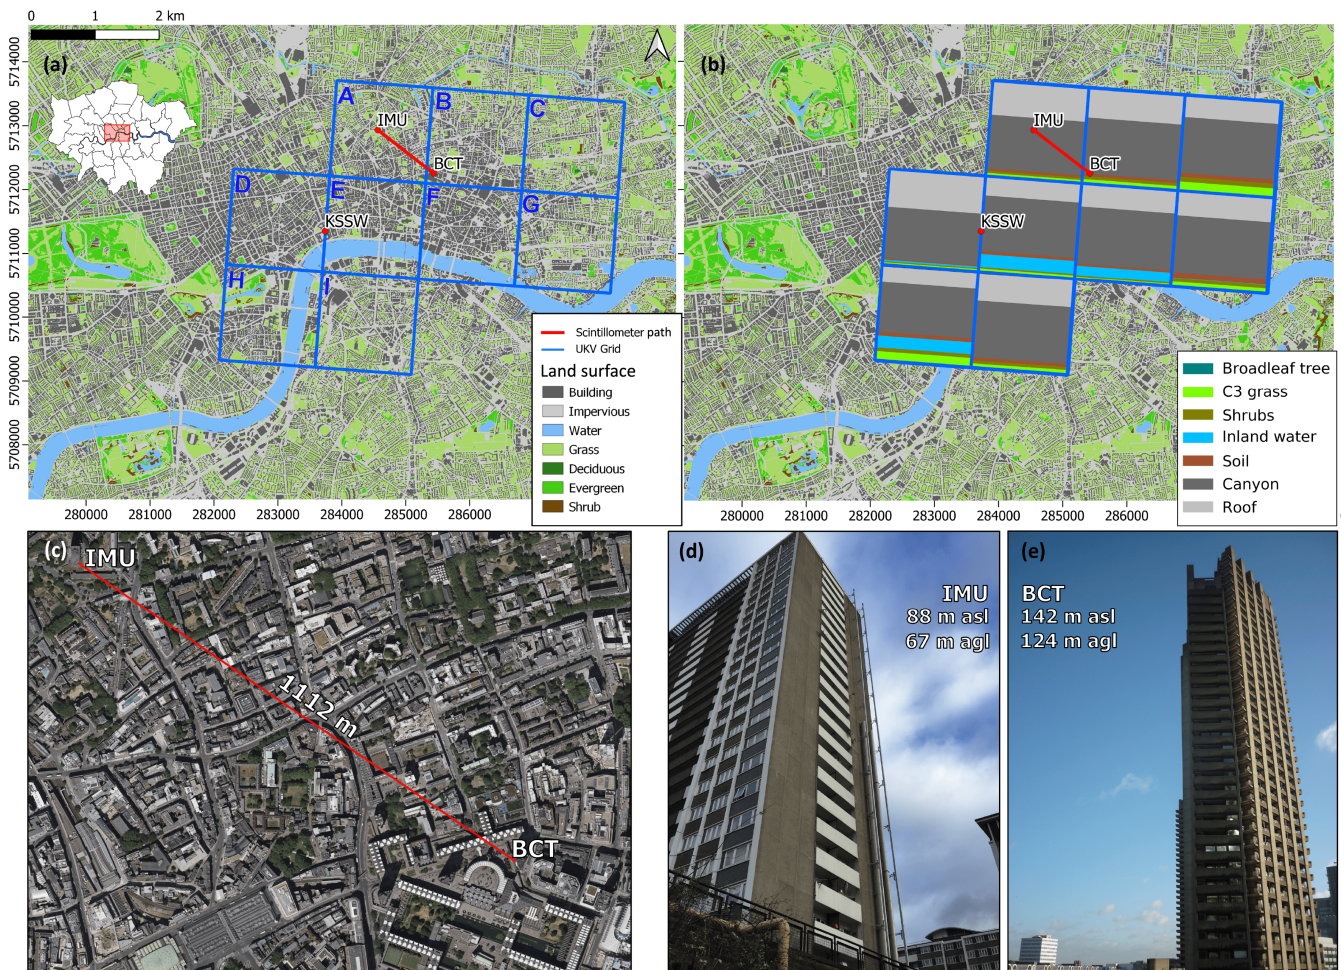 0 1 2 km
(a)
5714000
5713000
5712000
5711000
5710000
5709000
5708000
A
B
C
D
E
F
G
H
I
IMU
BCT
KSSW
Scintillometer path
UKV Grid
Land surface
Building
Impervious
Water
Grass
Deciduous
Evergreen
Shrub
280000 281000 282000 283000 284000 285000 286000
(b)
IMU
BCT
KSSW
Broadleaf tree
C3 grass
Shrubs
Inland water
Soil
Canyon
Roof
280000 281000 282000 283000 284000 285000 286000
(c)
IMU
1112 m
BCT
(d)
IMU
88 m asl
67 m agl
(e)
BCT
142 m asl
124 m agl